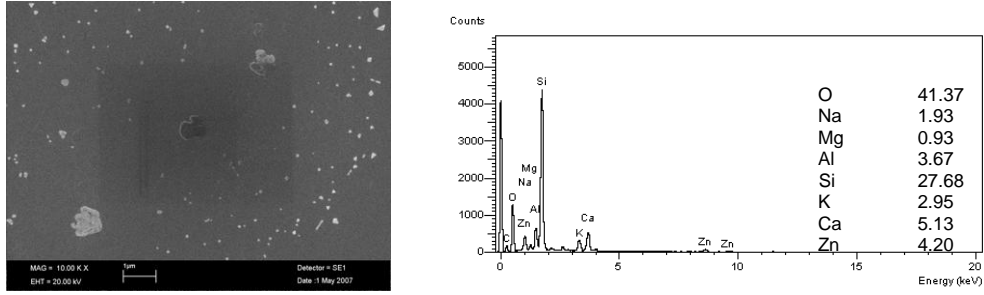 MAG = 10.00 K X
1µm
Detector = SE1
EHT = 20.00 kV
Date :1 May 2007
Counts
5000
4000
3000
2000
1000
0
Si
Mg
Na
O
Al
Zn
C
K
Ca
Zn
Zn
0
5
10
15
20
Energy (keV)
O 41.37
Na 1.93
Mg 0.93
Al 3.67
Si 27.68
K 2.95
Ca 5.13
Zn 4.20